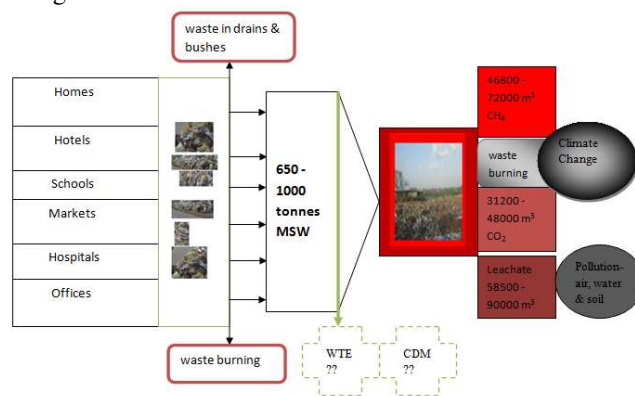 waste in drains &
bushes
Homes
Hotels
Schools
Markets
Hospitals
Offices
650 -
1000
tonnes
MSW
46800 -
72000 m³
CH₄
waste
burning
Climate
Change
31200 -
48000 m³
CO₂
Leachate
58500 -
90000 m³
Pollution-
air, water
& soil
waste burning
WTE
??
CDM
??